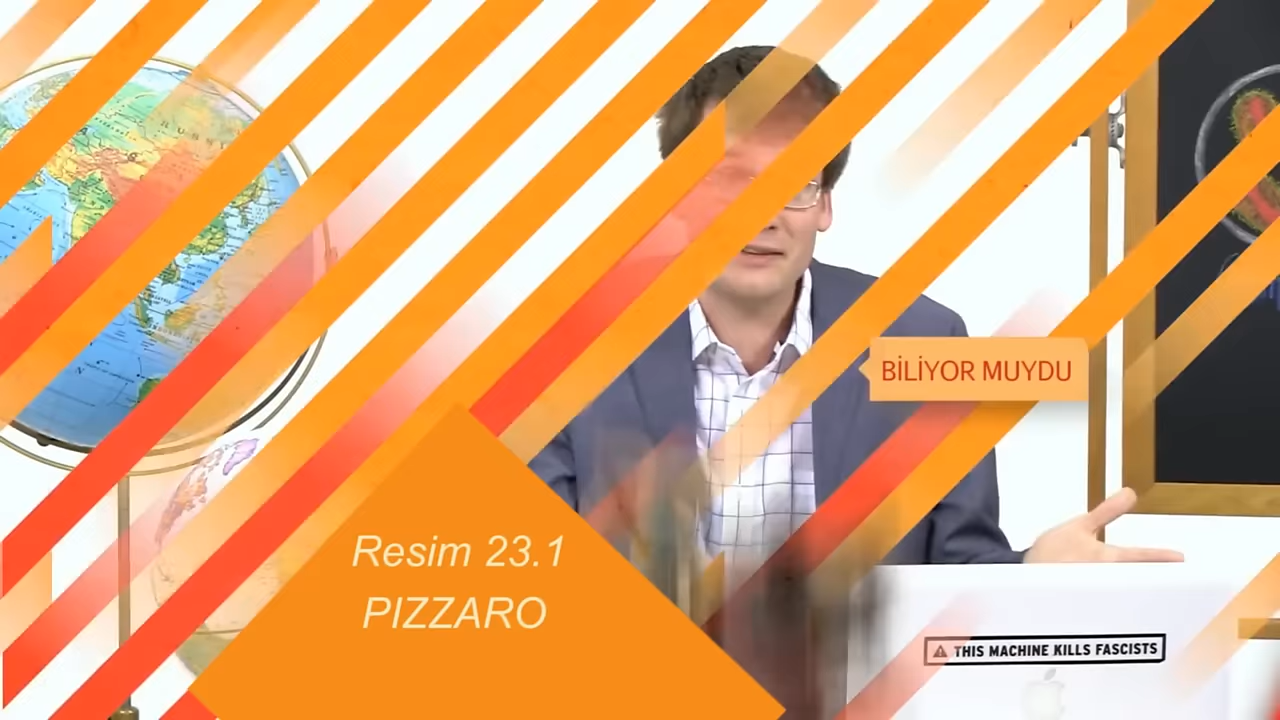 BİLİYOR MUYDU
Resim 23.1
PIZZARO
THIS MACHINE KILLS FASCISTS